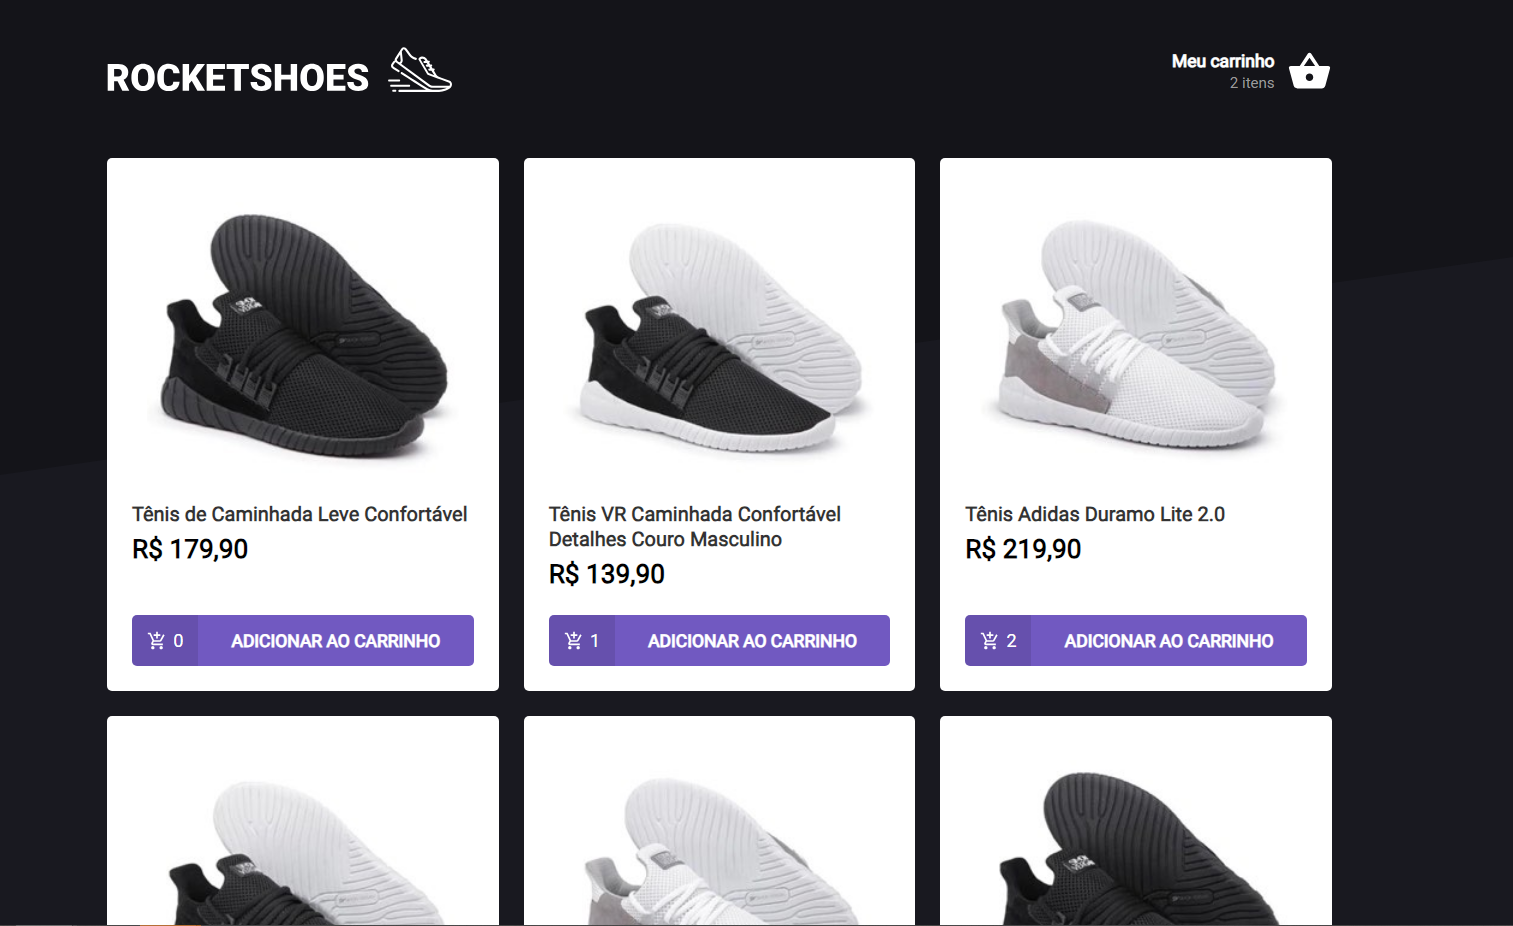 ROCKETSHOES
Meu carrinho
2 itens
Tênis de Caminhada Leve Confortável
R$ 179,90
0 ADICIONAR AO CARRINHO
Tênis VR Caminhada Confortável
Detalhes Couro Masculino
R$ 139,90
1 ADICIONAR AO CARRINHO
Tênis Adidas Duramo Lite 2.0
R$ 219,90
2 ADICIONAR AO CARRINHO